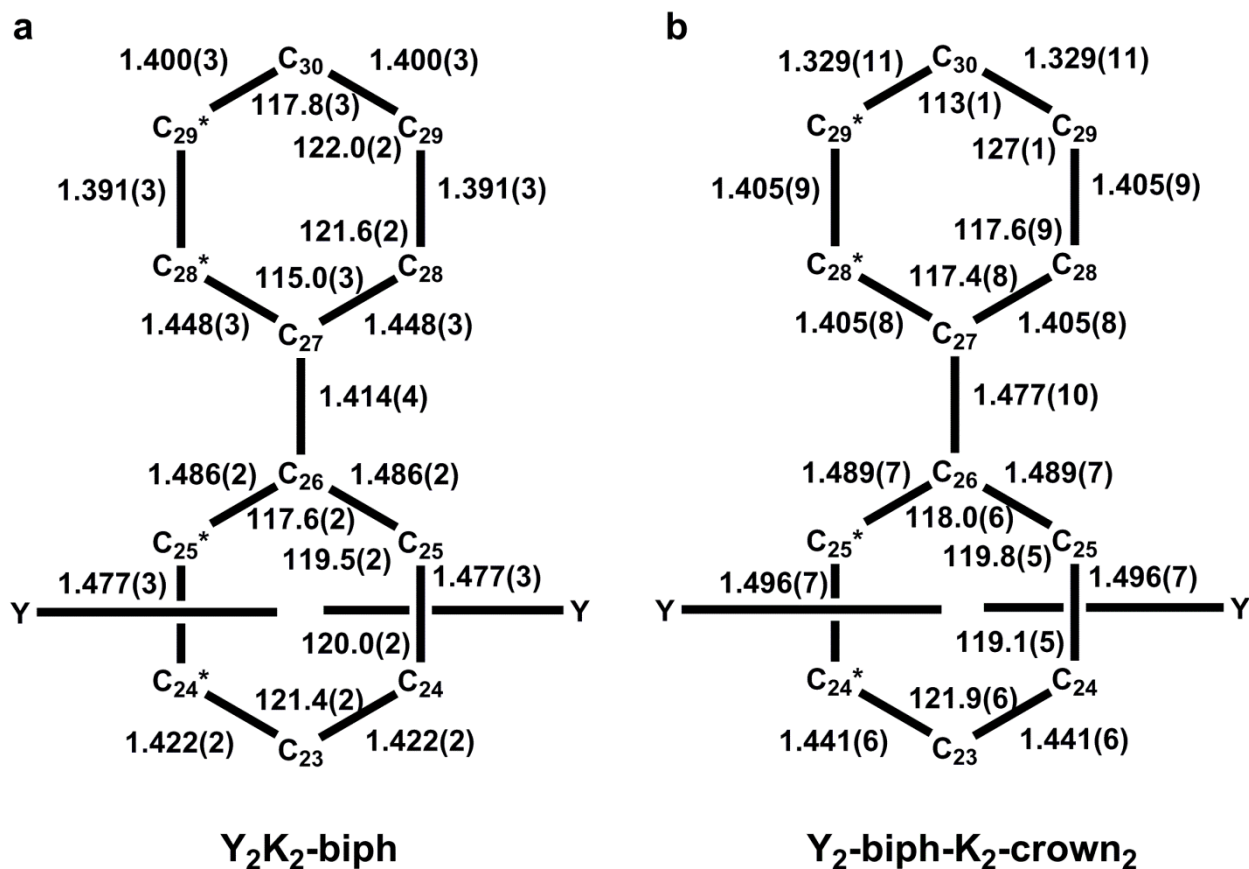 a
1.400(3) C₃₀ 1.400(3)
117.8(3)
C₂₉* C₂₉
122.0(2)
1.391(3) 1.391(3)
121.6(2)
C₂₈* 115.0(3) C₂₈
1.448(3) C₂₇ 1.448(3)
1.414(4)
1.486(2) C₂₆ 1.486(2)
117.6(2)
C₂₅* 119.5(2) C₂₅
1.477(3) 1.477(3)
Y Y
120.0(2)
C₂₄* 121.4(2) C₂₄
1.422(2) C₂₃ 1.422(2)
Y₂K₂-biph
b
1.329(11) C₃₀ 1.329(11)
113(1)
C₂₉* C₂₉
127(1)
1.405(9) 1.405(9)
117.6(9)
C₂₈* 117.4(8) C₂₈
1.405(8) C₂₇ 1.405(8)
1.477(10)
1.489(7) C₂₆ 1.489(7)
118.0(6)
C₂₅* 119.8(5) C₂₅
1.496(7) 1.496(7)
Y Y
119.1(5)
C₂₄* 121.9(6) C₂₄
1.441(6) C₂₃ 1.441(6)
Y₂-biph-K₂-crown₂